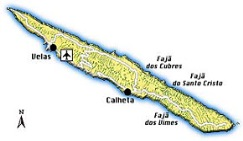 Velas
Fajã
dos Cubres
Fajã
do Santo Cristo
Calheta
Fajã
dos Vimes
N